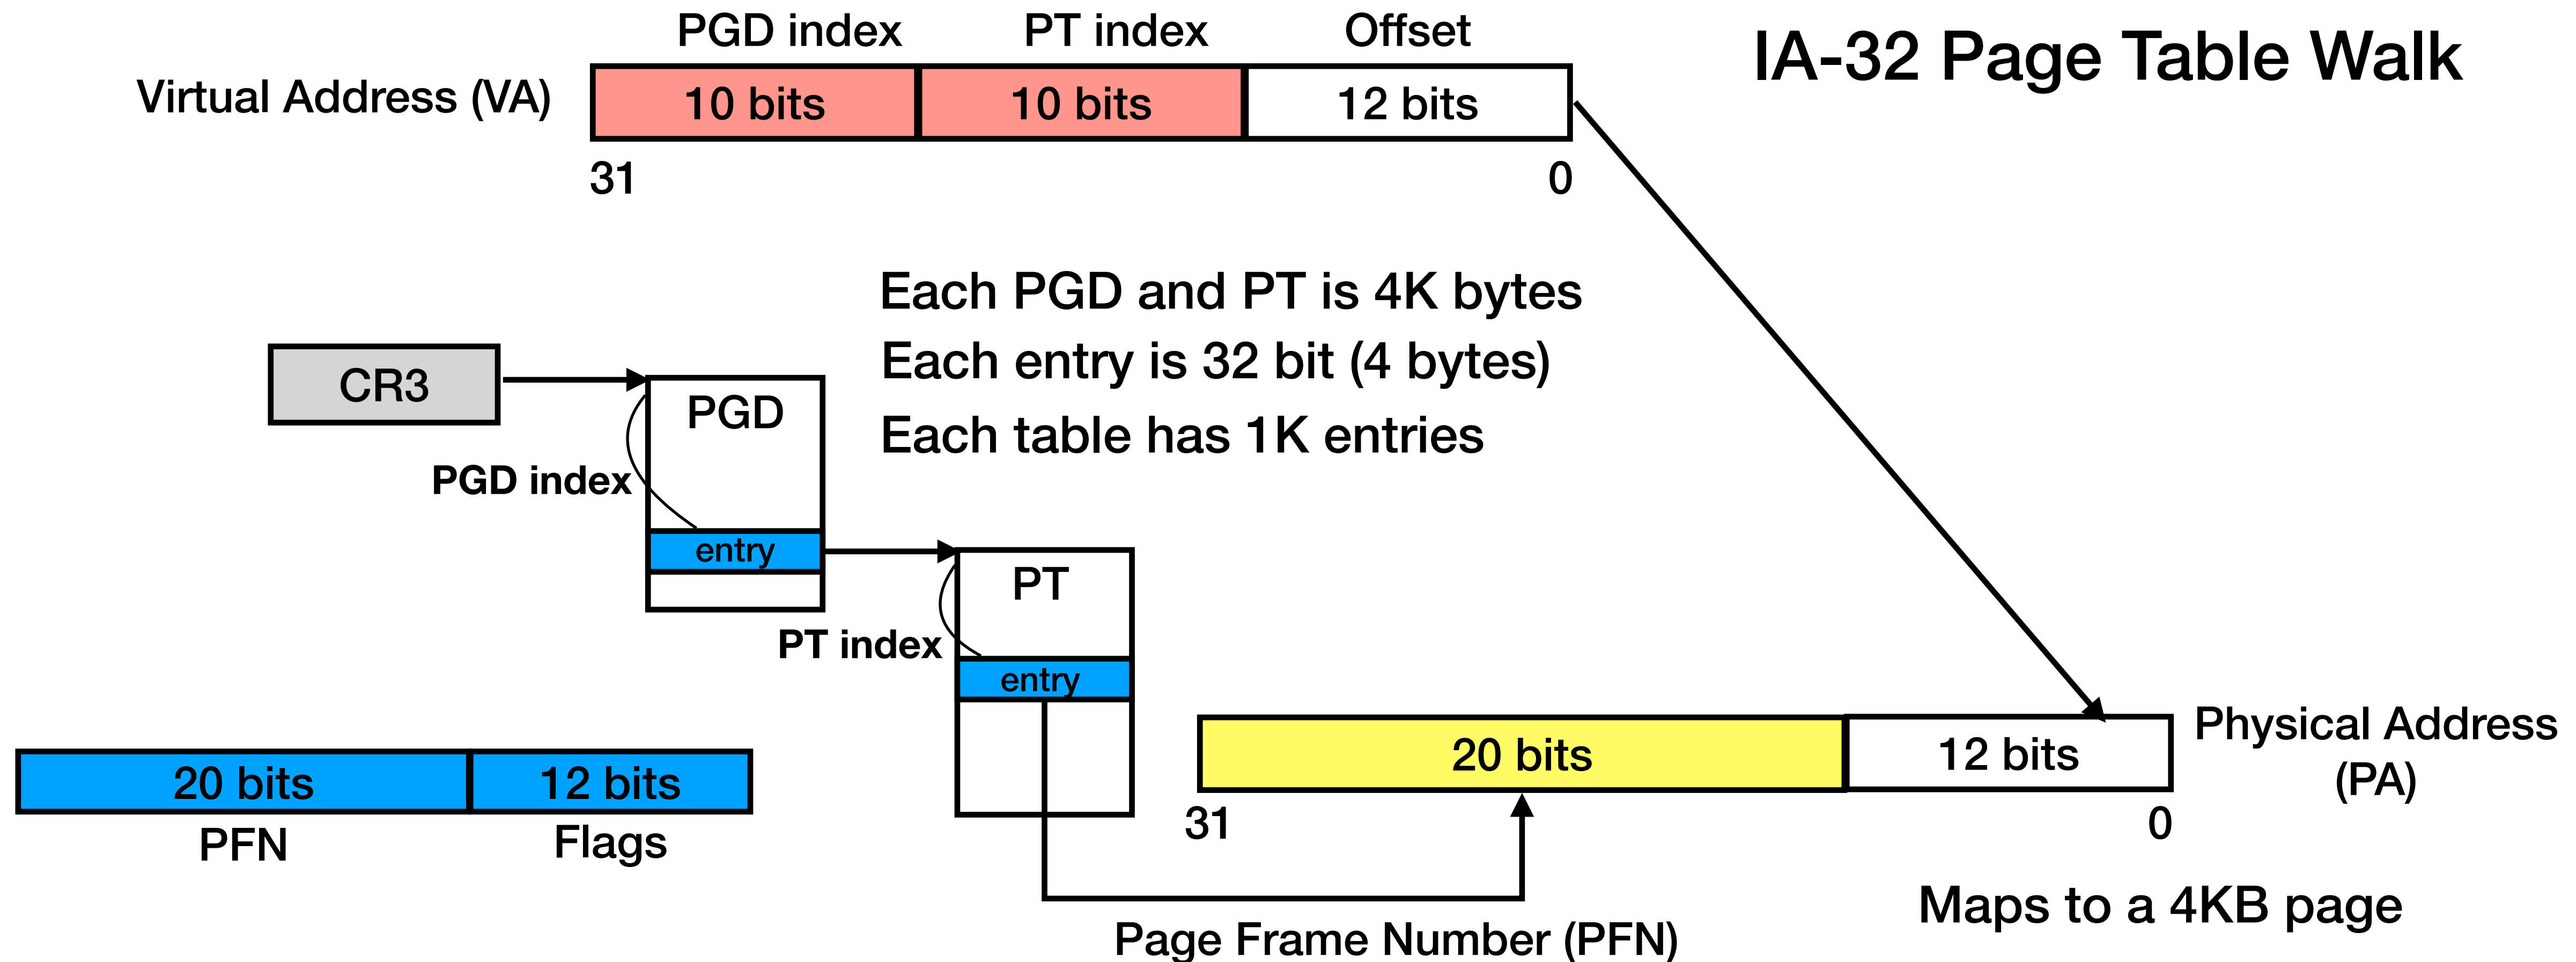 IA-32 Page Table Walk
PGD index
PT index
Offset
Virtual Address (VA)
10 bits
10 bits
12 bits
31
0
Each PGD and PT is 4K bytes
Each entry is 32 bit (4 bytes)
Each table has 1K entries
CR3
PGD
PGD index
entry
PT
PT index
entry
20 bits
12 bits
PFN
Flags
20 bits
12 bits
Physical Address
(PA)
31
0
Page Frame Number (PFN)
Maps to a 4KB page